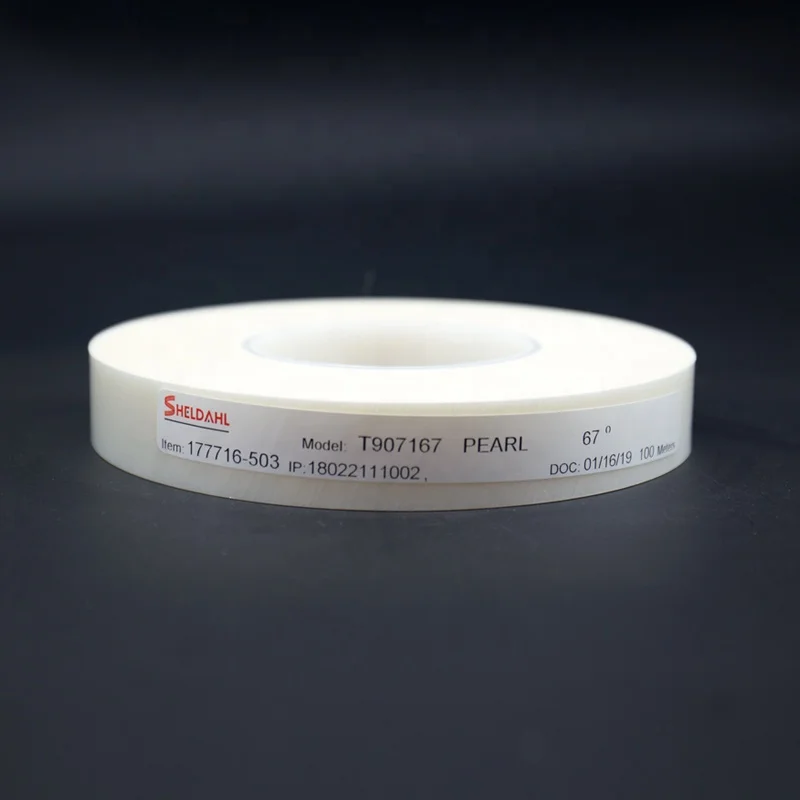 SHELDAHL
Model: T907167 PEARL 67°
Item: 177716-503 IP:18022111002, DOC: 01/16/19 100 Meters